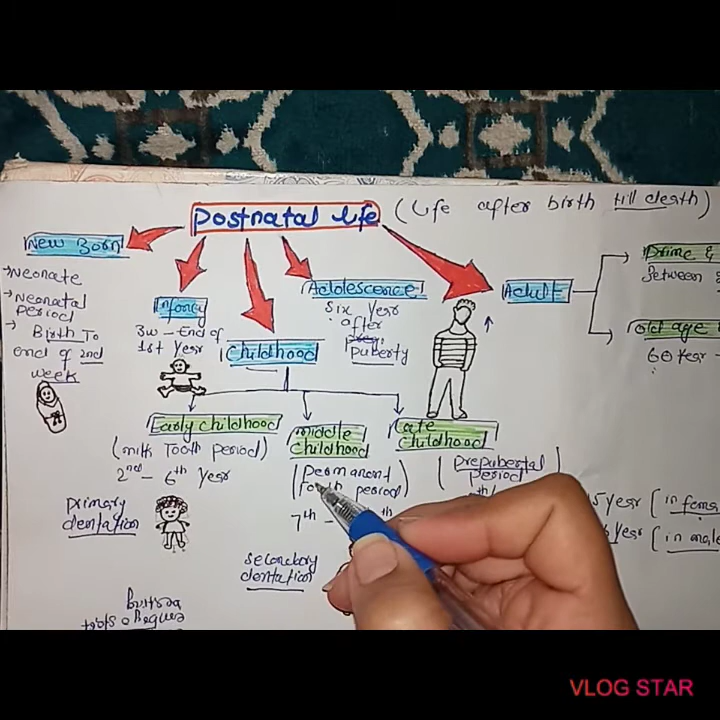 Postnatal life (Life after birth till death)
New Born
→ Neonate
→ Neonatal
Period
→ Birth To
end of 2nd
week
Infancy
3w - End of
1st Year
Childhood
Adolescence
Six Year
after
puberty
Adult
Prime &
Between
old age
60 Year -
Early childhood
(milk Tooth period)
2nd - 6th Year
Primary
dentation
middle
childhood
(permanant
period)
7th - th
Secondary
dentation
Late
childhood
(Prepubertal
period)
5 year [in fema
Year [in male
VLOG STAR